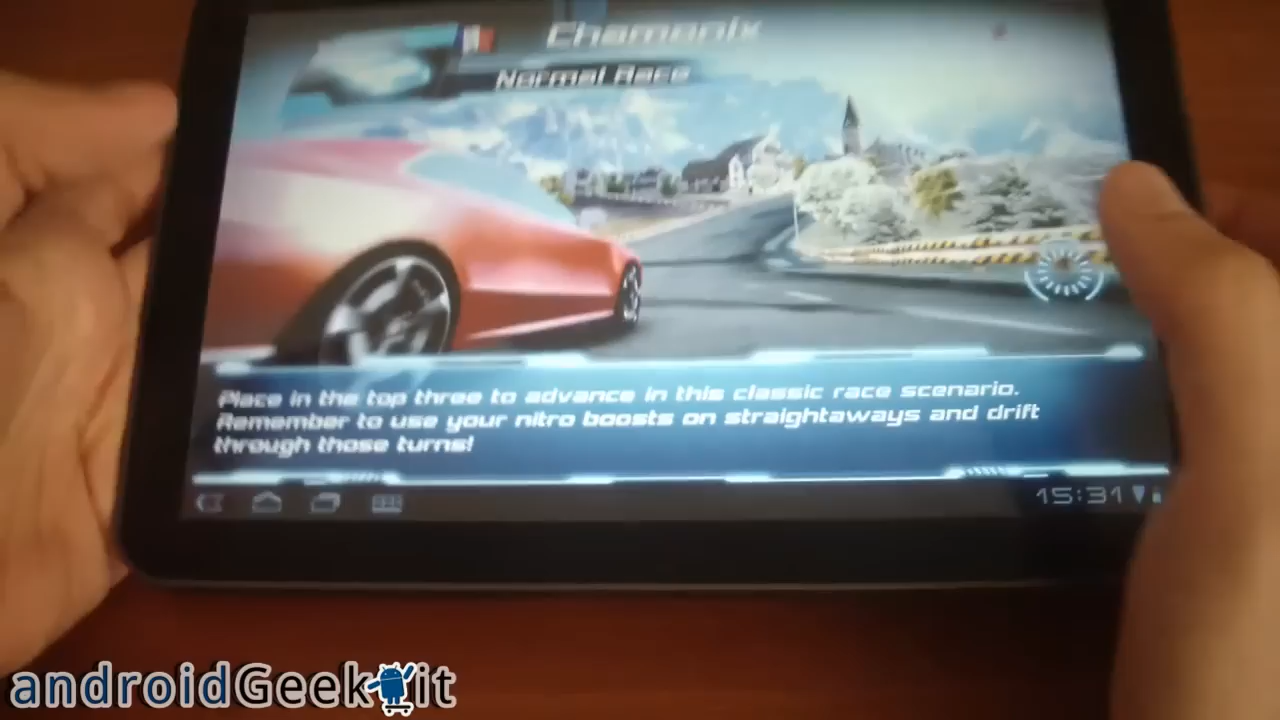 Chamonix
Normal Race
Place in the top three to advance in this classic race scenario.
Remember to use your nitro boosts on straightaways and drift
through those turns!
15:31
androidGeek it